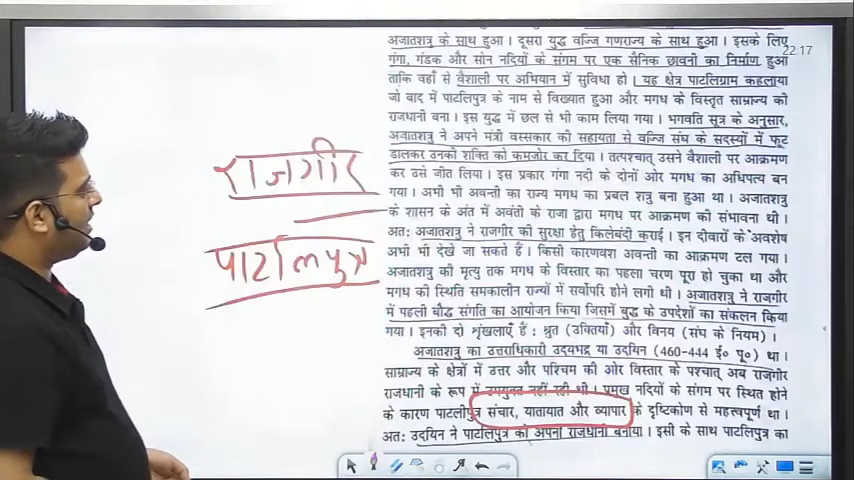 अजातशत्रु के साथ हुआ। दूसरा युद्ध वज्जि गणराज्य के साथ हुआ। इसके लिए
22:17
गंगा, गंडक और सोन नदियों के संगम पर एक सैनिक छावनी का निर्माण हुआ
ताकि वहाँ से वैशाली पर अभियान में सुविधा हो। यह क्षेत्र पाटलिग्राम कहलाया
जो बाद में पाटलिपुत्र के नाम से विख्यात हुआ और मगध के विस्तृत साम्राज्य की
राजधानी बना। इस युद्ध में छल से भी काम लिया गया। भगवति सूत्र के अनुसार,
अजातशत्रु ने अपने मंत्री वस्सकार की सहायता से वज्जि संघ के सदस्यों में फूट
डालकर उनकी शक्ति को कमजोर कर दिया। तत्पश्चात् उसने वैशाली पर आक्रमण
कर उसे जीत लिया। इस प्रकार गंगा नदी के दोनों ओर मगध का आधिपत्य बन
गया। अभी भी अवन्ती का राज्य मगध का प्रबल शत्रु बना हुआ था। अजातशत्रु
के शासन के अंत में अवंती के राजा द्वारा मगध पर आक्रमण की संभावना थी।
अत: अजातशत्रु ने राजगीर की सुरक्षा हेतु किलेबंदी कराई। इन दीवारों के अवशेष
अभी भी देखे जा सकते हैं। किसी कारणवश अवन्ती का आक्रमण टल गया।
अजातशत्रु की मृत्यु तक मगध के विस्तार का पहला चरण पूरा हो चुका था और
मगध की स्थिति समकालीन राज्यों में सर्वोपरि होने लगी थी। अजातशत्रु ने राजगीर
में पहली बौद्ध संगति का आयोजन किया जिसमें बुद्ध के उपदेशों का संकलन किया
गया। इनकी दो शृंखलाएँ हैं : श्रुत (उक्तियाँ) और विनय (संघ के नियम)।
अजातशत्रु का उत्तराधिकारी उदयभद्र या उदयिन (460-444 ई० पू०) था।
साम्राज्य के क्षेत्रों में उत्तर और पश्चिम की ओर विस्तार के पश्चात् अब राजगीर
राजधानी के रूप में उपयुक्त नहीं रही थी। प्रमुख नदियों के संगम पर स्थित होने
के कारण पाटलीपुत्र संचार, यातायात और व्यापार के दृष्टिकोण से महत्वपूर्ण था।
अत: उदयिन ने पाटलिपुत्र को अपनी राजधानी बनाया। इसी के साथ पाटलिपुत्र का
राजगीर
पाटलिपुत्र